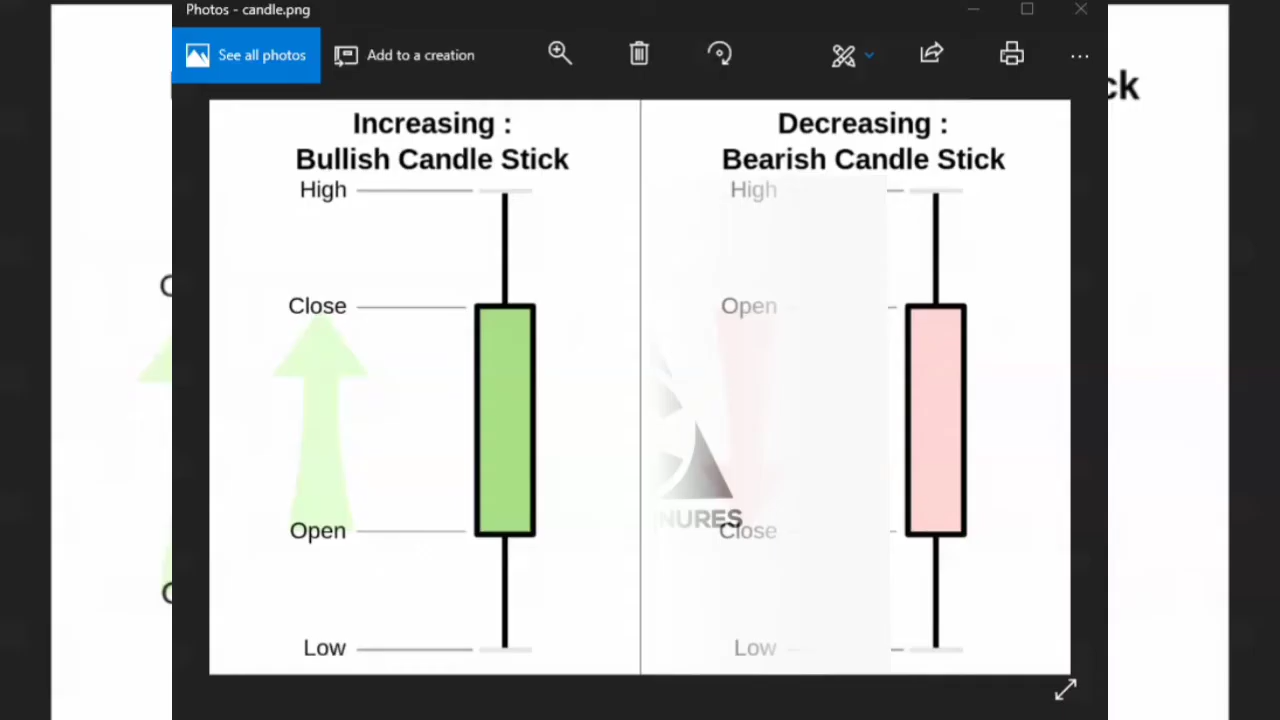 Photos - candle.png
See all photos
Add to a creation
ck
Increasing :
Bullish Candle Stick
High
Close
Open
Low
Decreasing :
Bearish Candle Stick
High
Open
NURES
Close
Low